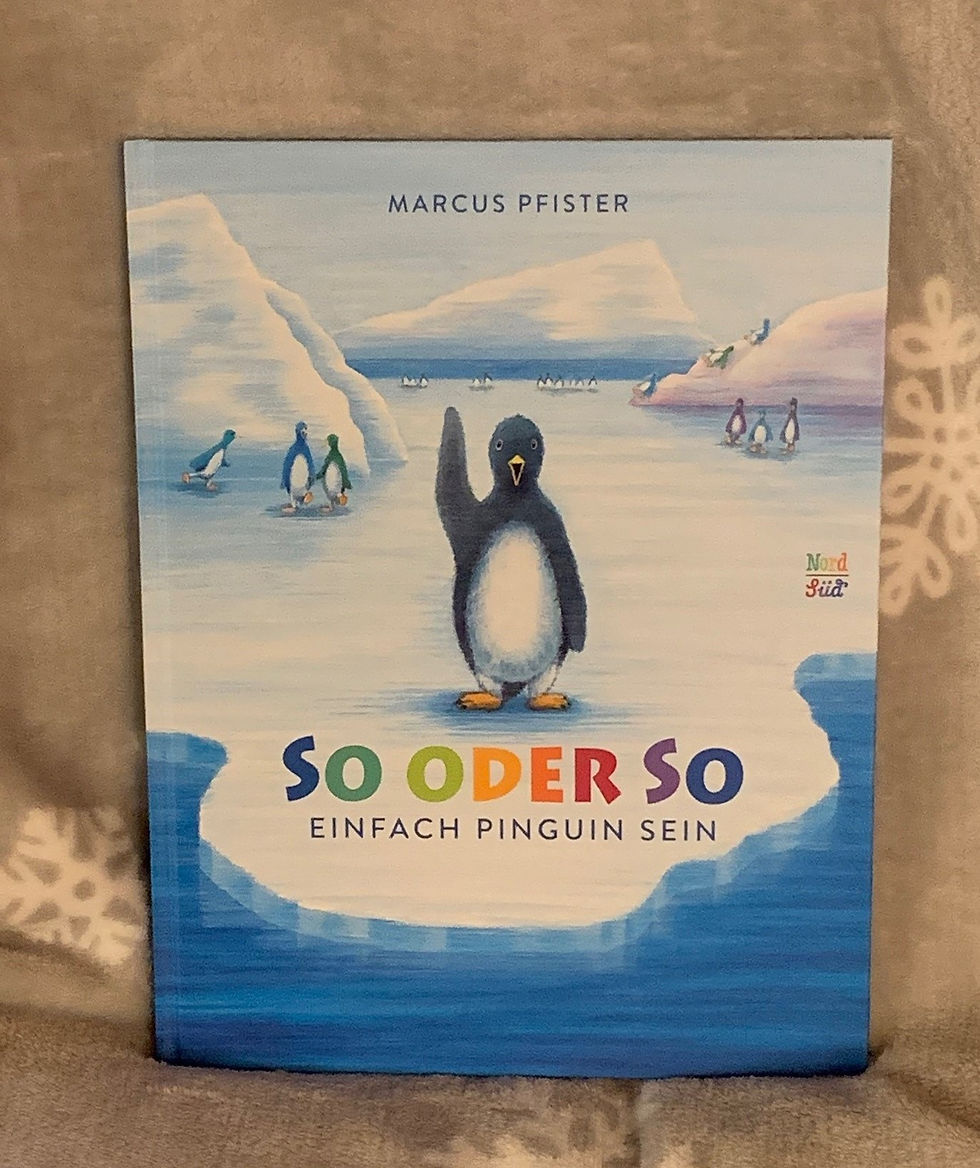 MARCUS PFISTER
Nord
Süd
SO ODER SO
EINFACH PINGUIN SEIN